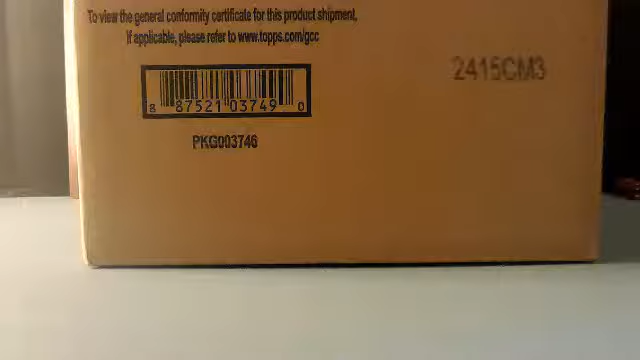 To view the general conformity certificate for this product shipment,
If applicable, please refer to www.topps.com/gcc
2415CM3
8 87521 03749 0
PKG003746